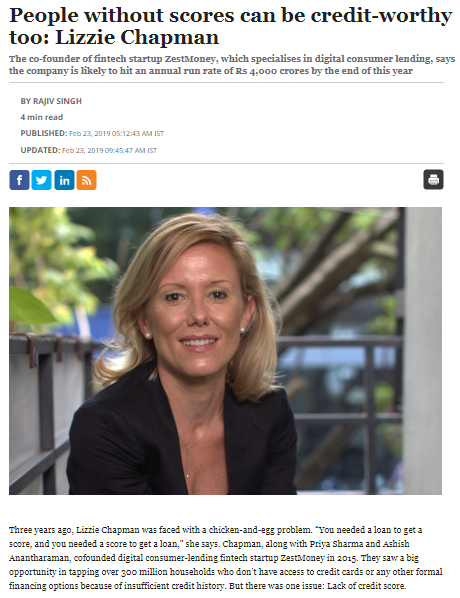 People without scores can be credit-worthy
too: Lizzie Chapman
The co-founder of fintech startup ZestMoney, which specialises in digital consumer lending, says
the company is likely to hit an annual run rate of Rs 4,000 crores by the end of this year
BY RAJIV SINGH
4 min read
PUBLISHED: Feb 23, 2019 05:12:43 AM IST
UPDATED: Feb 23, 2019 09:45:47 AM IST
f in
Three years ago, Lizzie Chapman was faced with a chicken-and-egg problem. “You needed a loan to get a
score, and you needed a score to get a loan,” she says. Chapman, along with Priya Sharma and Ashish
Anantharaman, cofounded digital consumer-lending fintech startup ZestMoney in 2015. They saw a big
opportunity in tapping over 300 million households who don’t have access to credit cards or any other formal
financing options because of insufficient credit history. But there was one issue: Lack of credit score.